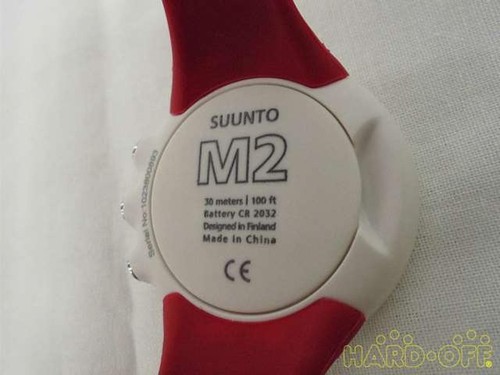 SUUNTO
M2
30 meters | 100 ft
Battery CR 2032
Designed in Finland
Made in China
CE
HARD-OFF